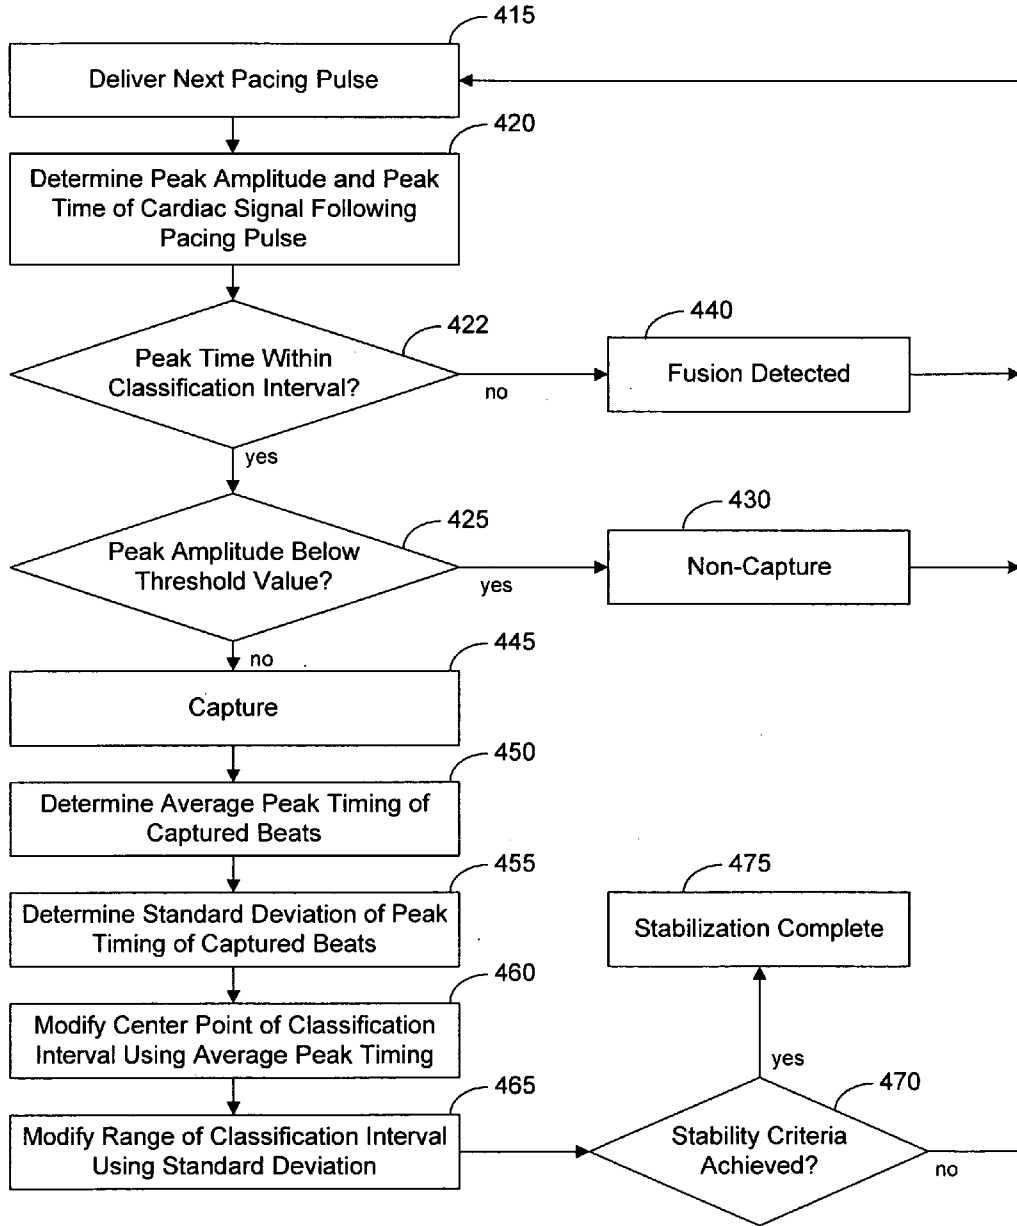 415
Deliver Next Pacing Pulse
420
Determine Peak Amplitude and Peak
Time of Cardiac Signal Following
Pacing Pulse
422
Peak Time Within
Classification Interval?
no
440
Fusion Detected
yes
425
Peak Amplitude Below
Threshold Value?
yes
430
Non-Capture
no
445
Capture
450
Determine Average Peak Timing of
Captured Beats
455
Determine Standard Deviation of Peak
Timing of Captured Beats
475
Stabilization Complete
460
Modify Center Point of Classification
Interval Using Average Peak Timing
yes
465
Modify Range of Classification Interval
Using Standard Deviation
470
Stability Criteria
Achieved?
no